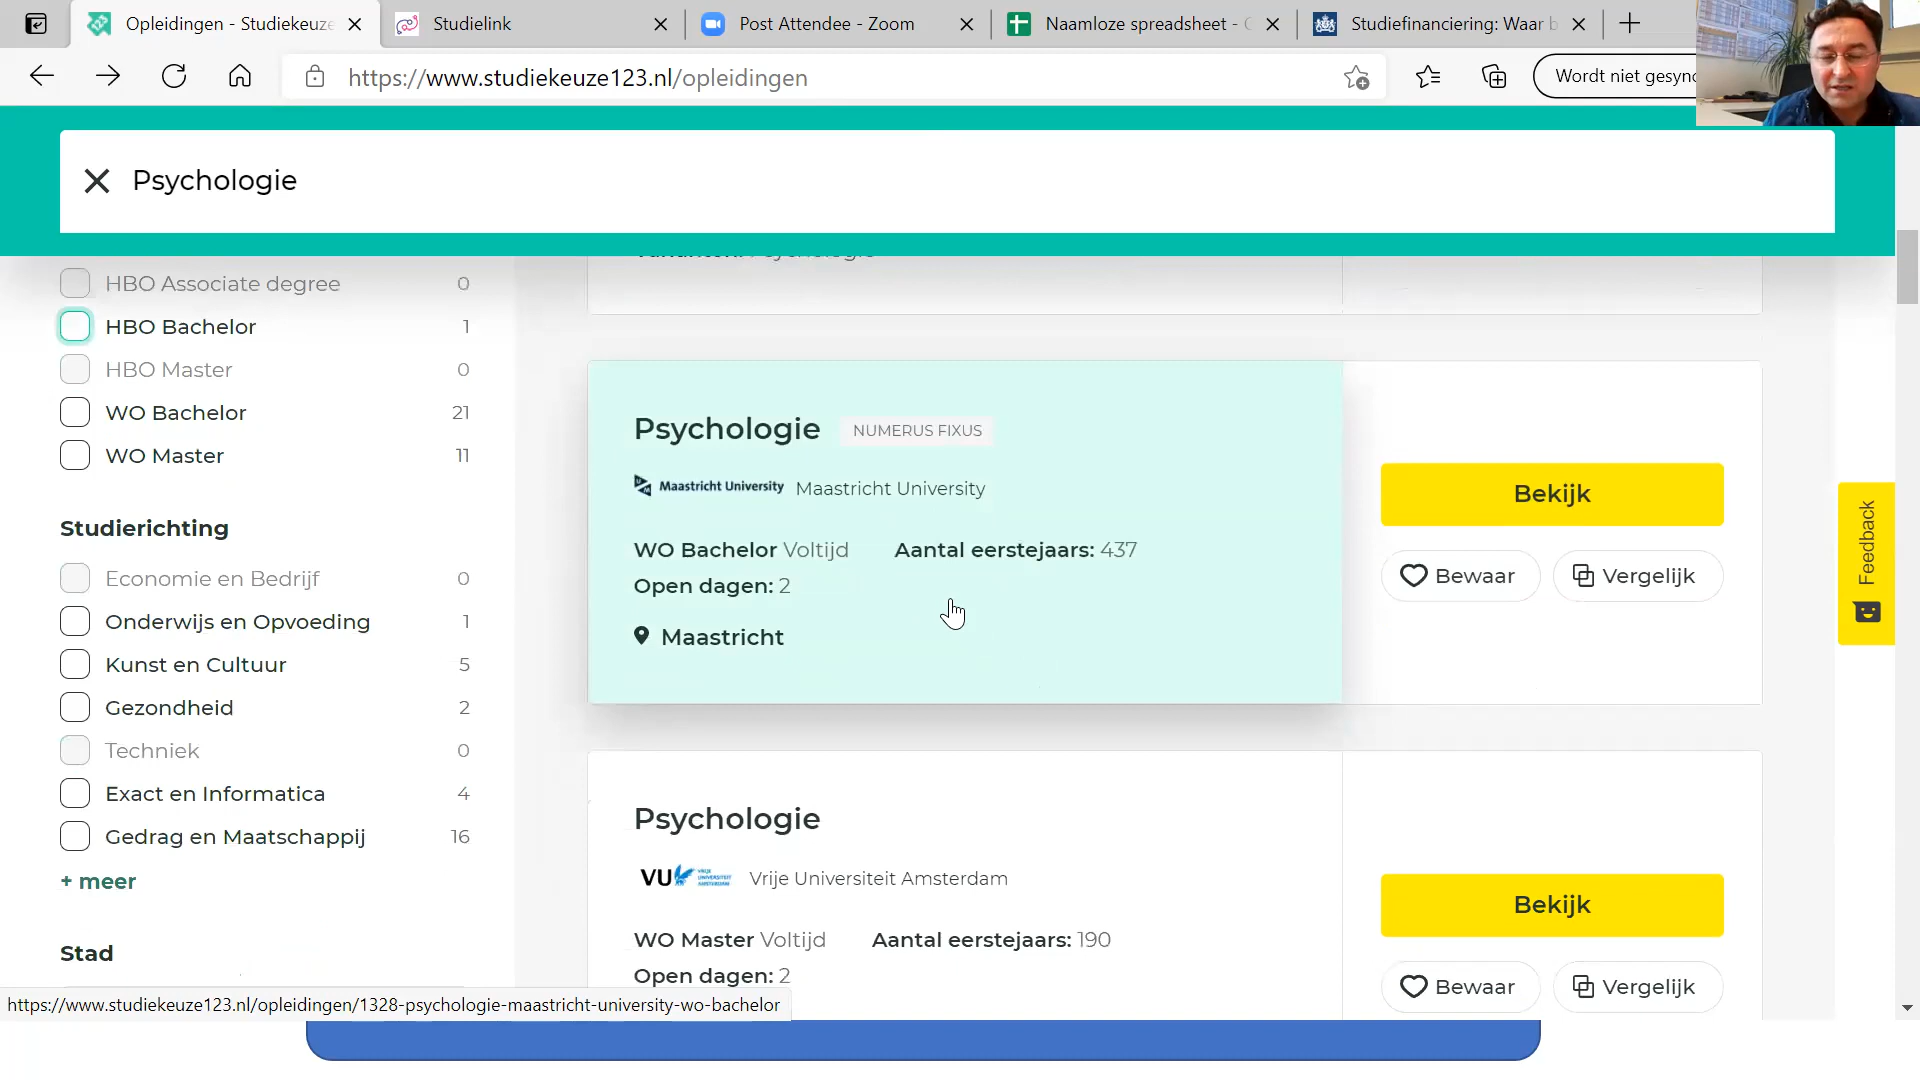 Opleidingen - Studiekeuze
Studielink
Post Attendee - Zoom
Naamloze spreadsheet -
Studiefinanciering: Waar b
https://www.studiekeuze123.nl/opleidingen
Wordt niet gesync
Psychologie
HBO Associate degree 0
HBO Bachelor 1
HBO Master 0
WO Bachelor 21
WO Master 11
Studierichting
Economie en Bedrijf 0
Onderwijs en Opvoeding 1
Kunst en Cultuur 5
Gezondheid 2
Techniek 0
Exact en Informatica 4
Gedrag en Maatschappij 16
+ meer
Stad
Psychologie NUMERUS FIXUS
Maastricht University Maastricht University
WO Bachelor Voltijd Aantal eerstejaars: 437
Open dagen: 2
Maastricht
Bekijk
Bewaar Vergelijk
Psychologie
VU VRIJE UNIVERSITEIT AMSTERDAM Vrije Universiteit Amsterdam
WO Master Voltijd Aantal eerstejaars: 190
Open dagen: 2
Bekijk
Bewaar Vergelijk
Feedback
https://www.studiekeuze123.nl/opleidingen/1328-psychologie-maastricht-university-wo-bachelor